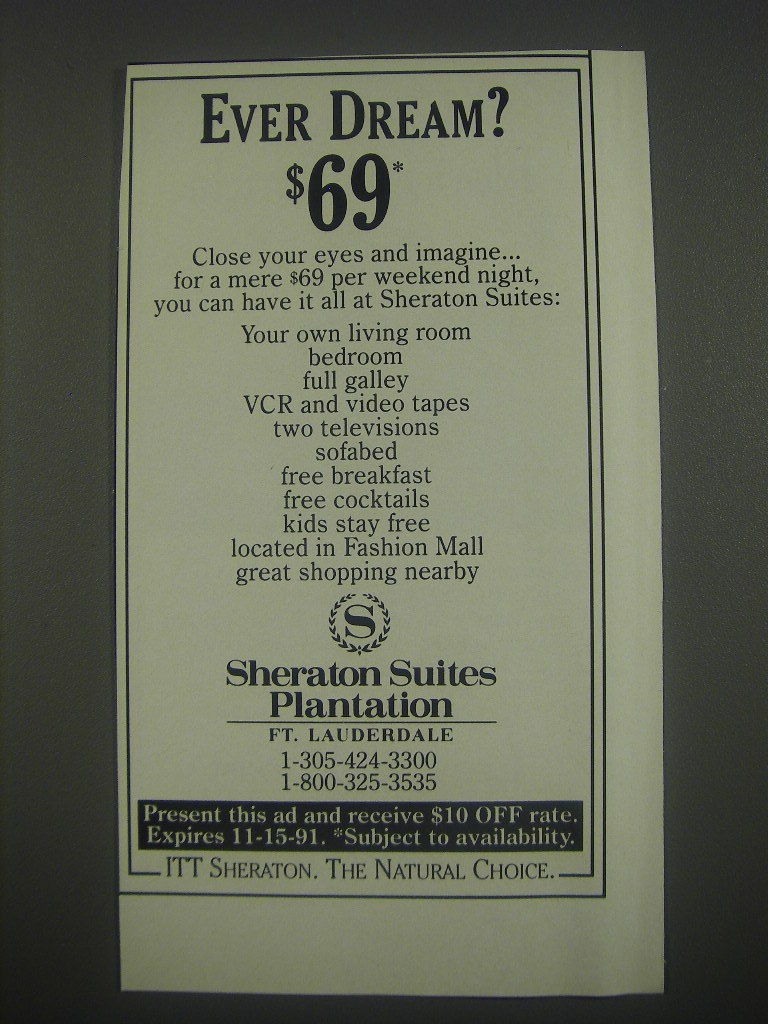 EVER DREAM?
$69*
Close your eyes and imagine...
for a mere $69 per weekend night,
you can have it all at Sheraton Suites:
Your own living room
bedroom
full galley
VCR and video tapes
two televisions
sofabed
free breakfast
free cocktails
kids stay free
located in Fashion Mall
great shopping nearby
S
Sheraton Suites
Plantation
FT. LAUDERDALE
1-305-424-3300
1-800-325-3535
Present this ad and receive $10 OFF rate.
Expires 11-15-91. *Subject to availability.
ITT SHERATON. THE NATURAL CHOICE.